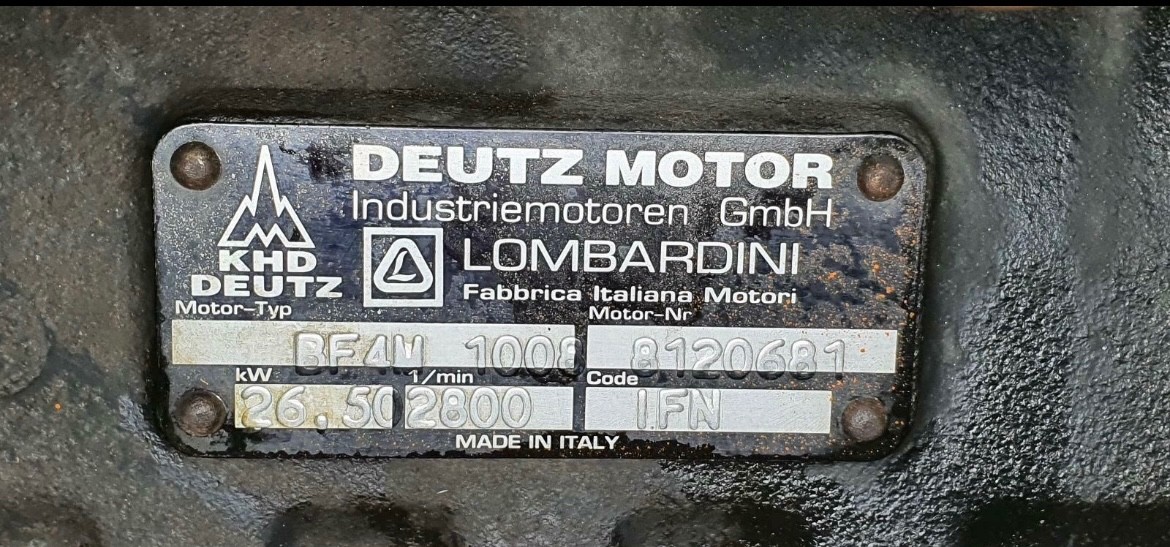 DEUTZ MOTOR
Industriemotoren GmbH
KHD
DEUTZ
L LOMBARDINI
Fabbrica Italiana Motori
Motor-Typ Motor-Nr
BF4M 1008 8120681
kW 1/min Code
26.50 2800 1FN
MADE IN ITALY